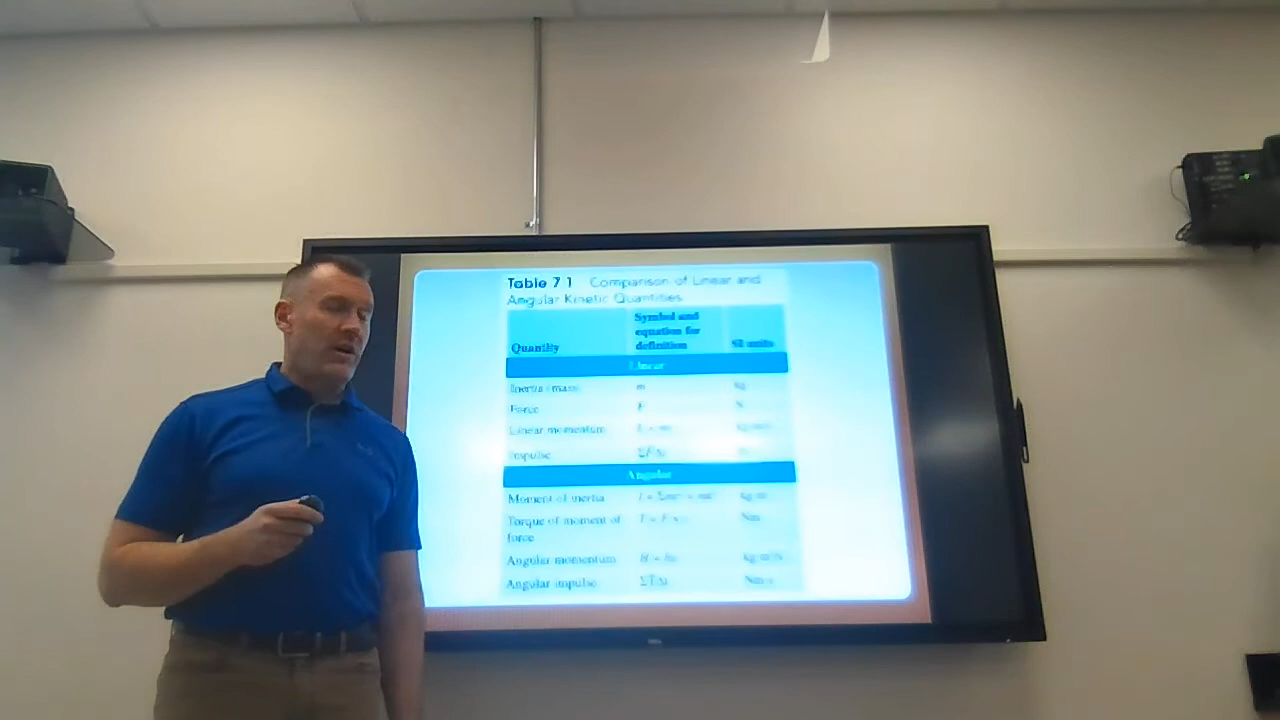 Table 7 1 Comparison of Linear and
Angular Kinetic Quantities
Symbol and
equation for
Quantity definition SI units
Linear
Inertia (mass) m kg
Force F N
Linear momentum
Impulse
Angular
Moment of inertia
Torque of moment of Nm
force
Angular momentum
Angular impulse